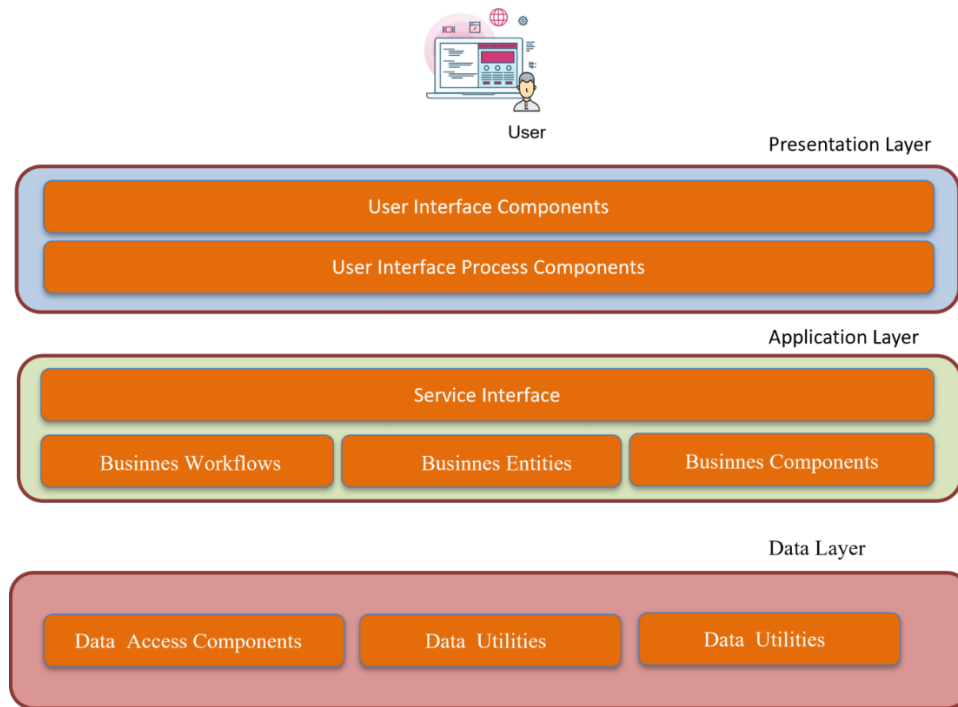 User
Presentation Layer
User Interface Components
User Interface Process Components
Application Layer
Service Interface
Businnes Workflows
Businnes Entities
Businnes Components
Data Layer
Data Access Components
Data Utilities
Data Utilities